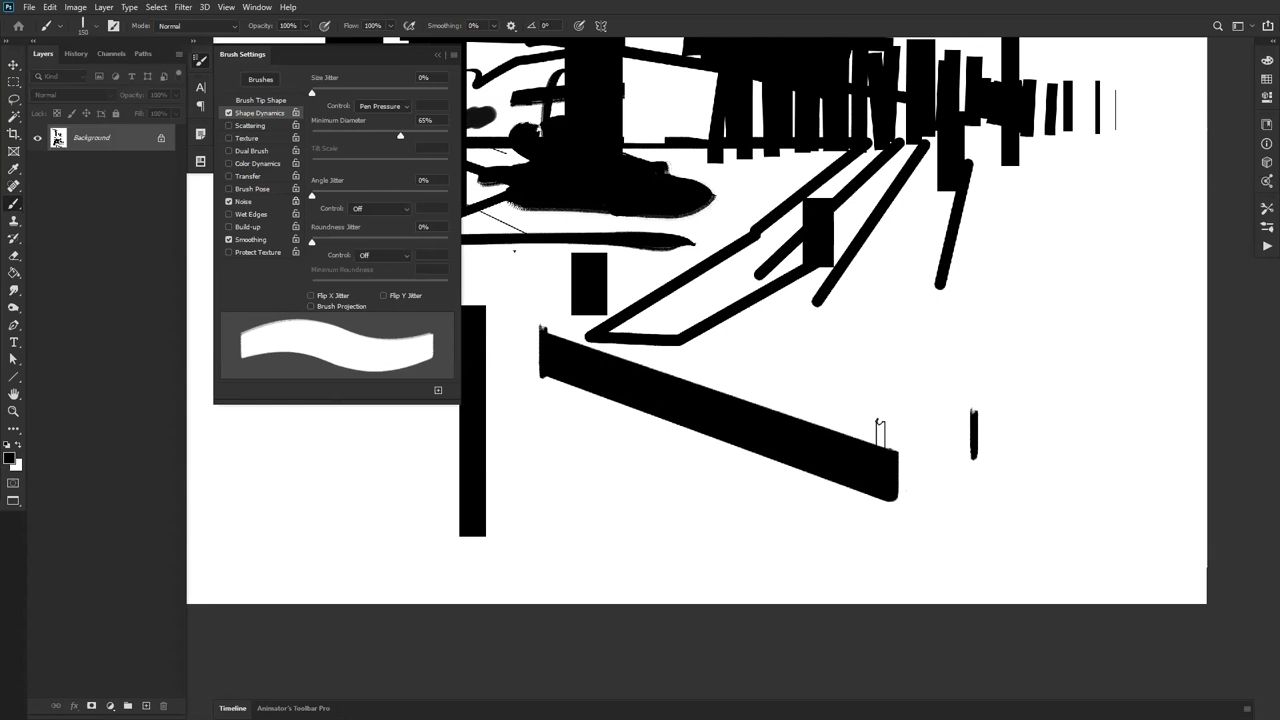 Ps File Edit Image Layer Type Select Filter 3D View Window Help
150 Mode: Normal Opacity: 100% Flow: 100% Smoothing: 0% 0°
Layers History Channels Paths
Kind
Normal Opacity: 100%
Lock: Fill: 100%
Background
Brush Settings
Brushes
Brush Tip Shape
Shape Dynamics
Scattering
Texture
Dual Brush
Color Dynamics
Transfer
Brush Pose
Noise
Wet Edges
Build-up
Smoothing
Protect Texture
Size Jitter 0%
Control: Pen Pressure
Minimum Diameter 65%
Tilt Scale
Angle Jitter 0%
Control: Off
Roundness Jitter 0%
Control: Off
Minimum Roundness
Flip X Jitter Flip Y Jitter
Brush Projection
Timeline Animator's Toolbar Pro